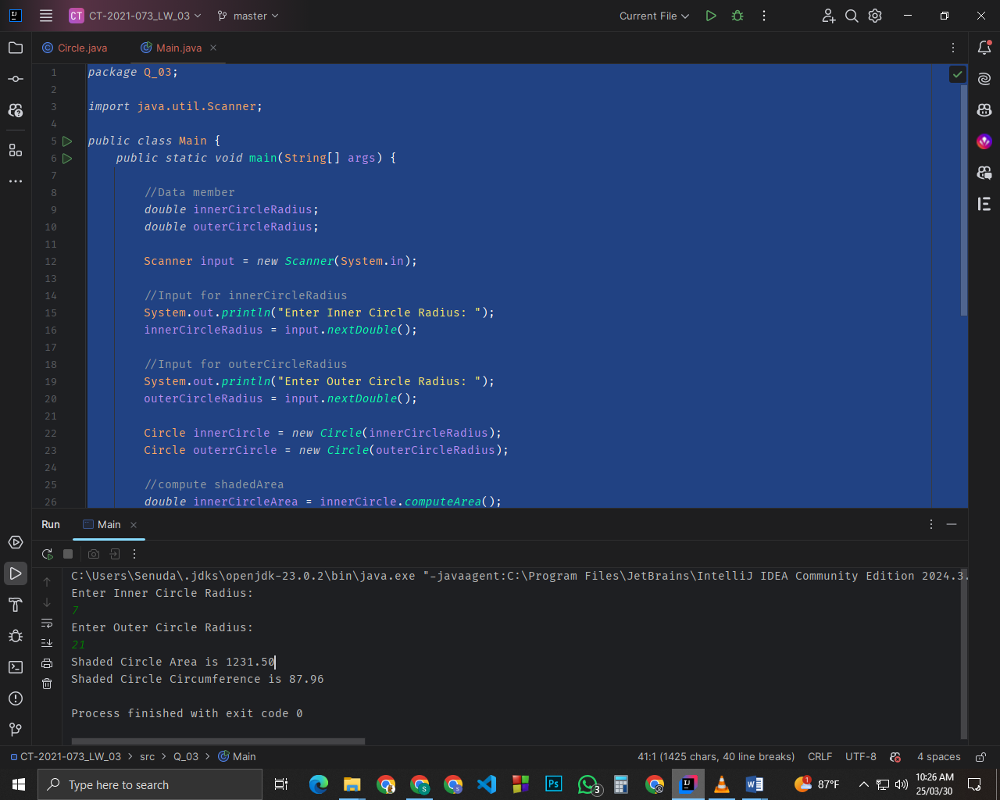 CT CT-2021-073_LW_03 master Current File
Circle.java Main.java
1 package Q_03;
2
3 import java.util.Scanner;
4
5 public class Main {
6 public static void main(String[] args) {
7
8 //Data member
9 double innerCircleRadius;
10 double outerCircleRadius;
11
12 Scanner input = new Scanner(System.in);
13
14 //Input for innerCircleRadius
15 System.out.println("Enter Inner Circle Radius: ");
16 innerCircleRadius = input.nextDouble();
17
18 //Input for outerCircleRadius
19 System.out.println("Enter Outer Circle Radius: ");
20 outerCircleRadius = input.nextDouble();
21
22 Circle innerCircle = new Circle(innerCircleRadius);
23 Circle outerrCircle = new Circle(outerCircleRadius);
24
25 //compute shadedArea
26 double innerCircleArea = innerCircle.computeArea();
Run Main
C:\Users\Senuda\.jdks\openjdk-23.0.2\bin\java.exe "-javaagent:C:\Program Files\JetBrains\IntelliJ IDEA Community Edition 2024.3.
Enter Inner Circle Radius:
7
Enter Outer Circle Radius:
21
Shaded Circle Area is 1231.50
Shaded Circle Circumference is 87.96
Process finished with exit code 0
CT-2021-073_LW_03 > src > Q_03 > Main 41:1 (1425 chars, 40 line breaks) CRLF UTF-8 4 spaces
Type here to search Ps 3 1 87°F 10:26 AM
25/03/30